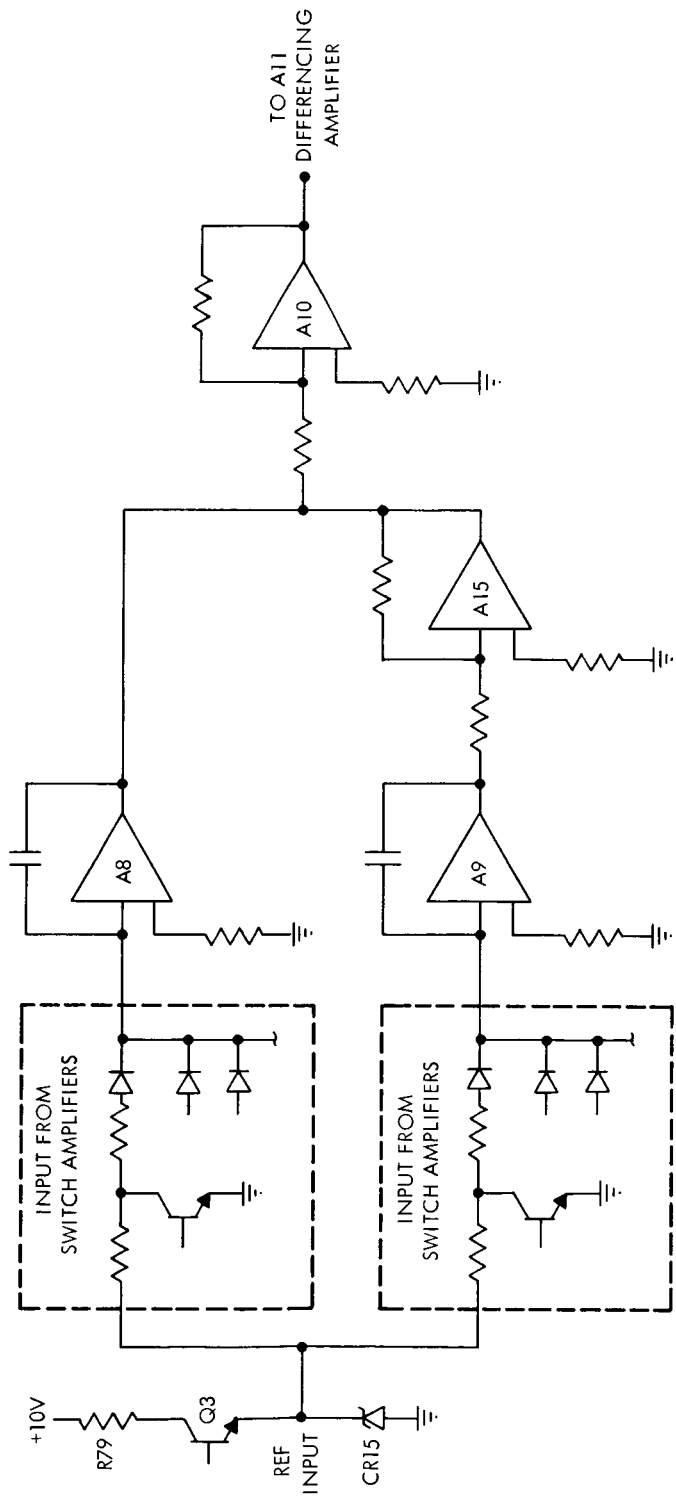 +10V
R79
Q3
REF
INPUT
CR15
INPUT FROM
SWITCH AMPLIFIERS
INPUT FROM
SWITCH AMPLIFIERS
A8
A9
A15
A10
TO A11
DIFFERENCING
AMPLIFIER